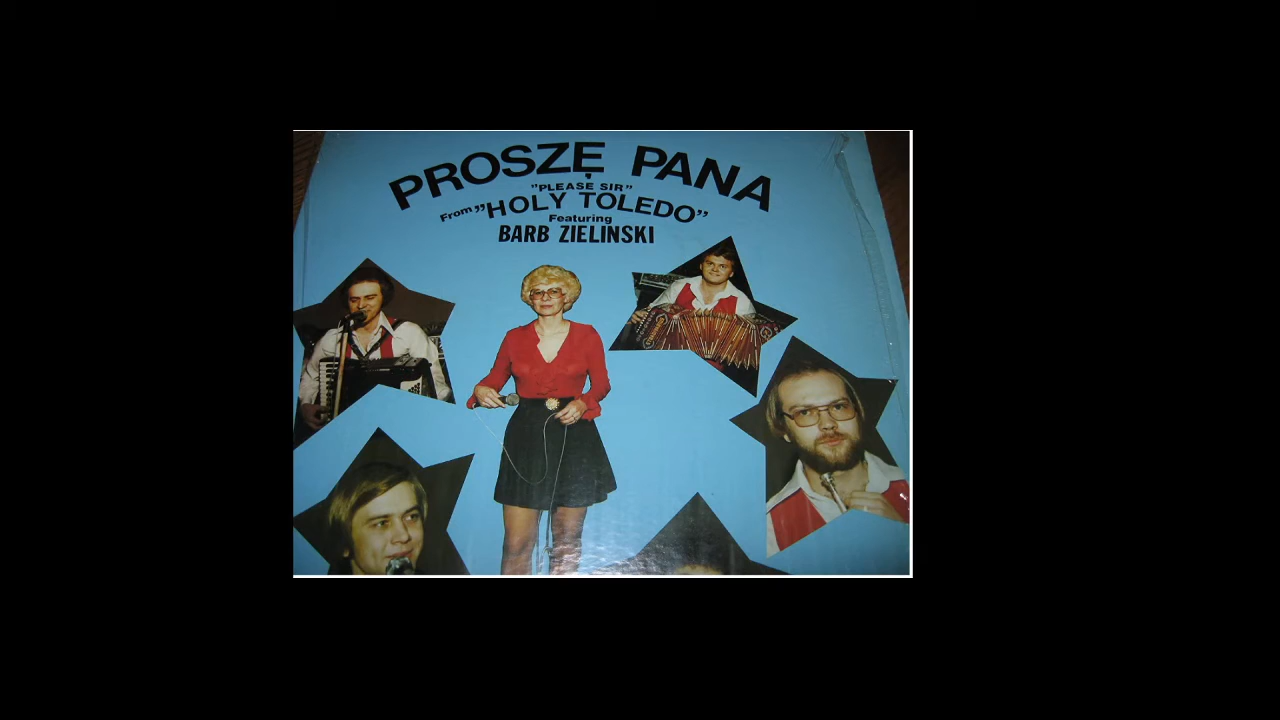 PROSZĘ PANA
"PLEASE SIR"
From "HOLY TOLEDO"
Featuring
BARB ZIELINSKI